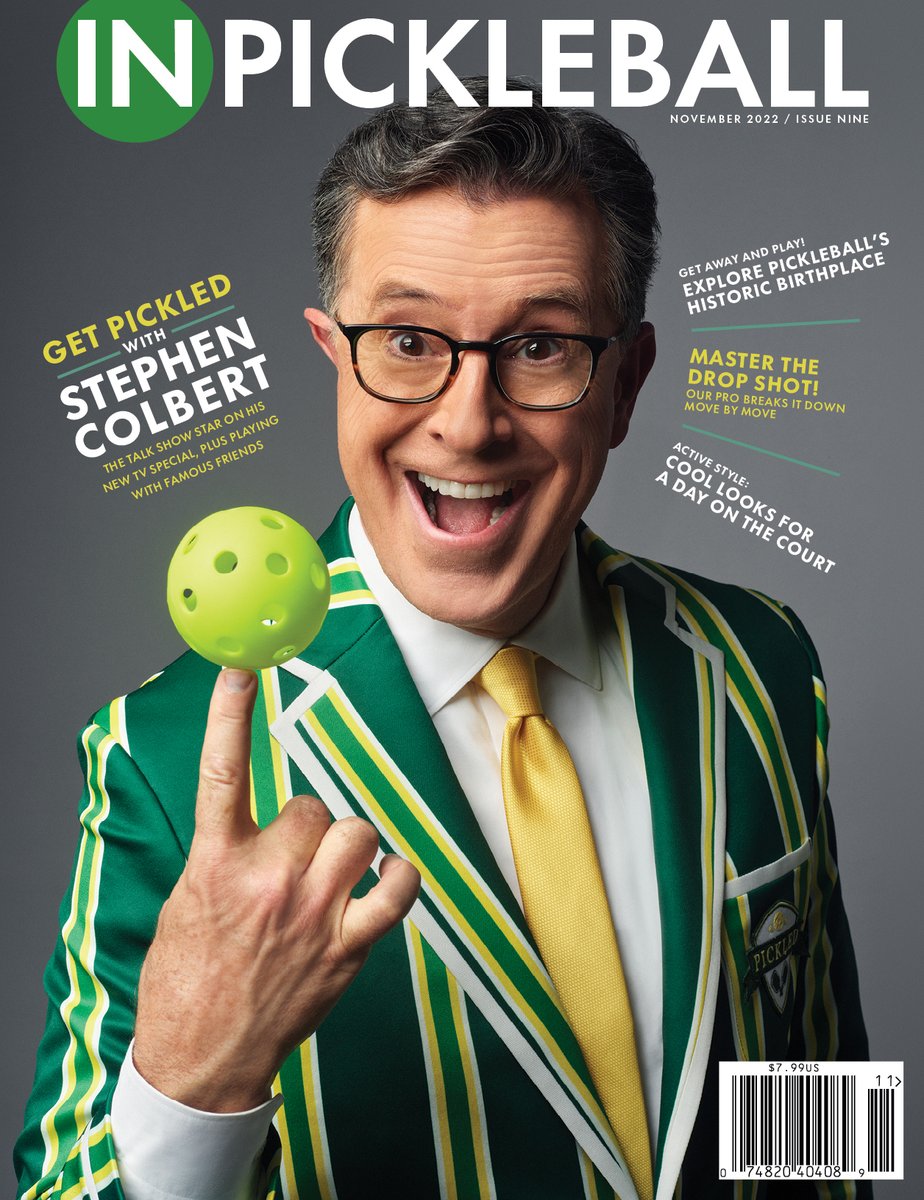 IN PICKLEBALL
NOVEMBER 2022 / ISSUE NINE
GET PICKLED
WITH
STEPHEN
COLBERT
THE TALK SHOW STAR ON HIS
NEW TV SPECIAL, PLUS PLAYING
WITH FAMOUS FRIENDS
GET AWAY AND PLAY!
EXPLORE PICKLEBALL'S
HISTORIC BIRTHPLACE
MASTER THE
DROP SHOT!
OUR PRO BREAKS IT DOWN
MOVE BY MOVE
ACTIVE STYLE:
COOL LOOKS FOR
A DAY ON THE COURT
PICKLED
$7.99US
11>
0 74820 40408 9